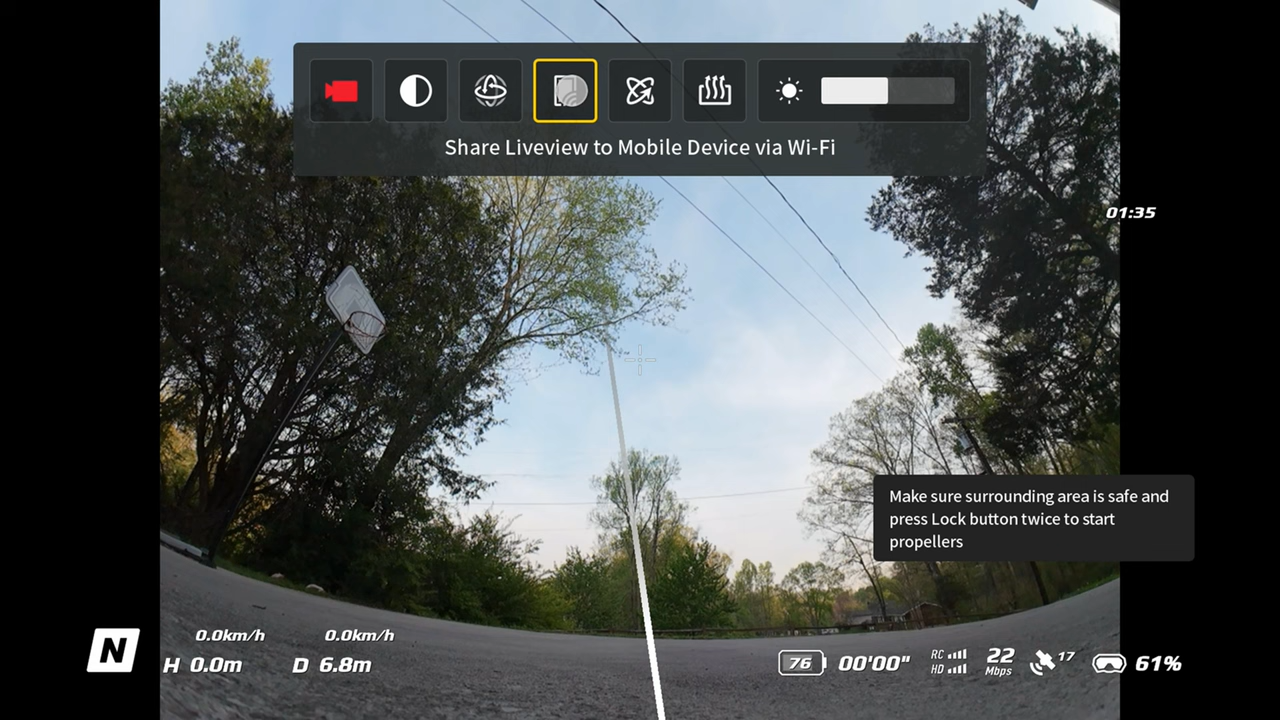 Share Liveview to Mobile Device via Wi-Fi
01:35
Make sure surrounding area is safe and
press Lock button twice to start
propellers
0.0km/h 0.0km/h
N H 0.0m D 6.8m
76 00'00" RC HD 22 Mbps 17 61%